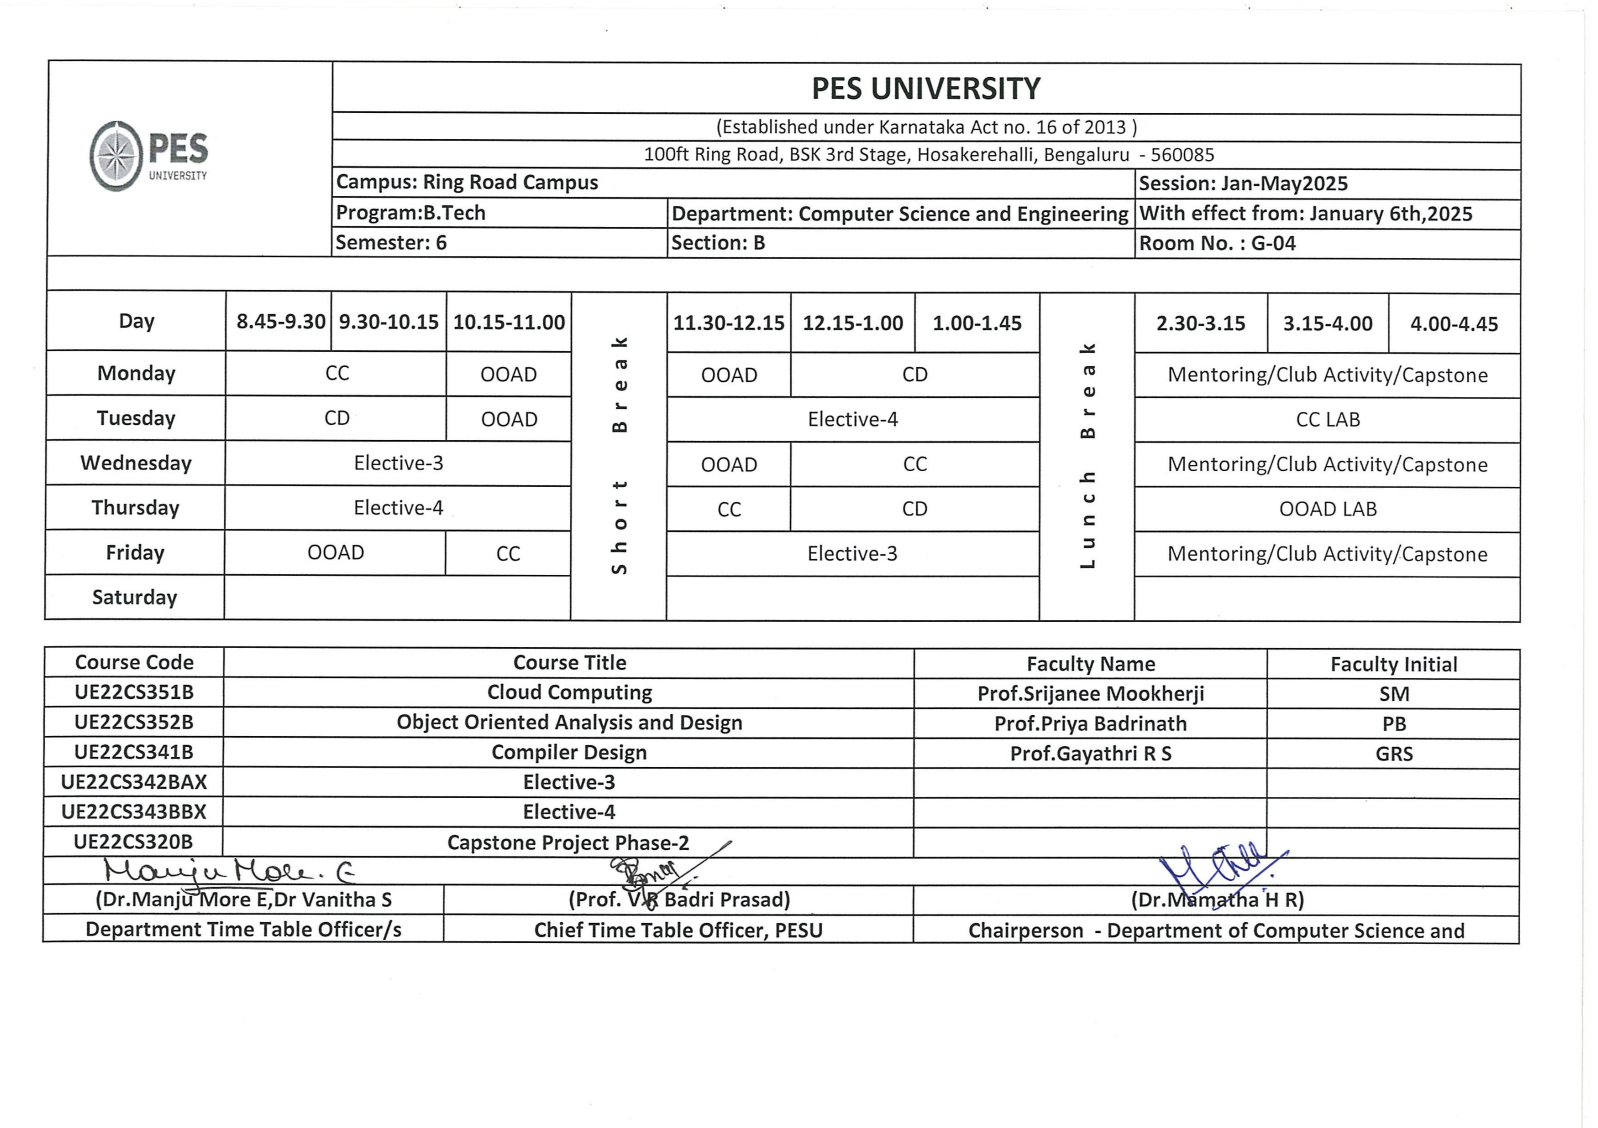 PES UNIVERSITY
(Established under Karnataka Act no. 16 of 2013 )
100ft Ring Road, BSK 3rd Stage, Hosakerehalli, Bengaluru - 560085
PES
UNIVERSITY
Campus: Ring Road Campus Session: Jan-May2025
Program:B.Tech Department: Computer Science and Engineering With effect from: January 6th,2025
Semester: 6 Section: B Room No. : G-04
Day 8.45-9.30 9.30-10.15 10.15-11.00 Short Break 11.30-12.15 12.15-1.00 1.00-1.45 Lunch Break 2.30-3.15 3.15-4.00 4.00-4.45
Monday CC OOAD OOAD CD Mentoring/Club Activity/Capstone
Tuesday CD OOAD Elective-4 CC LAB
Wednesday Elective-3 OOAD CC Mentoring/Club Activity/Capstone
Thursday Elective-4 CC CD OOAD LAB
Friday OOAD CC Elective-3 Mentoring/Club Activity/Capstone
Saturday
Course Code Course Title Faculty Name Faculty Initial
UE22CS351B Cloud Computing Prof.Srijanee Mookherji SM
UE22CS352B Object Oriented Analysis and Design Prof.Priya Badrinath PB
UE22CS341B Compiler Design Prof.Gayathri R S GRS
UE22CS342BAX Elective-3
UE22CS343BBX Elective-4
UE22CS320B Capstone Project Phase-2
Manju More. E
(Dr.Manju More E,Dr Vanitha S (Prof. V R Badri Prasad) (Dr.Mamatha H R)
Department Time Table Officer/s Chief Time Table Officer, PESU Chairperson - Department of Computer Science and